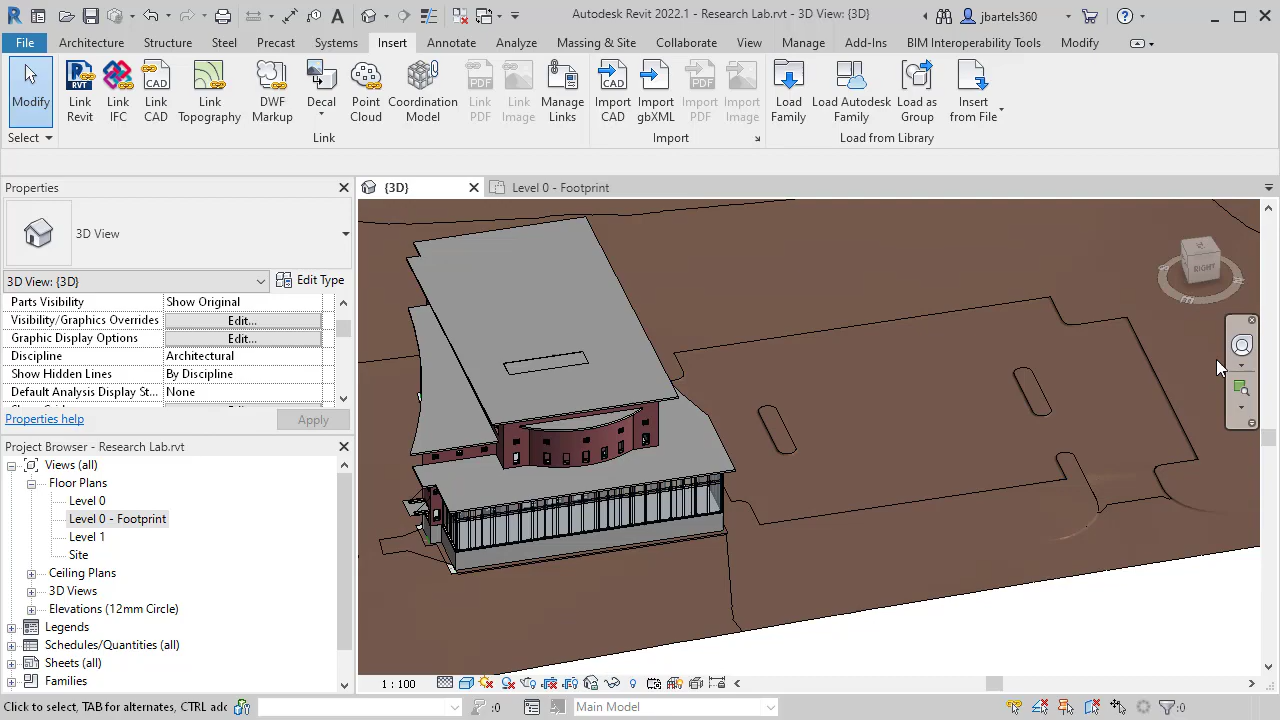 Autodesk Revit 2022.1 - Research Lab.rvt - 3D View: {3D}
jbartels360
File
Architecture
Structure
Steel
Precast
Systems
Insert
Annotate
Analyze
Massing & Site
Collaborate
View
Manage
Add-Ins
BIM Interoperability Tools
Modify
Modify
Link
Revit
Link
IFC
Link
CAD
Link
Topography
DWF
Markup
Decal
Point
Cloud
Coordination
Model
Link
PDF
Link
Image
Manage
Links
Import
CAD
Import
gbXML
Import
PDF
Import
Image
Load
Family
Load Autodesk
Family
Load as
Group
Insert
from File
Select
Link
Import
Load from Library
Properties
3D View
3D View: {3D}
Edit Type
Parts Visibility
Show Original
Visibility/Graphics Overrides
Edit...
Graphic Display Options
Edit...
Discipline
Architectural
Show Hidden Lines
By Discipline
Default Analysis Display St...
None
Properties help
Apply
Project Browser - Research Lab.rvt
Views (all)
Floor Plans
Level 0
Level 0 - Footprint
Level 1
Site
Ceiling Plans
3D Views
Elevations (12mm Circle)
Legends
Schedules/Quantities (all)
Sheets (all)
Families
{3D}
Level 0 - Footprint
RIGHT
1 : 100
Click to select, TAB for alternates, CTRL adc
:0
Main Model
:0